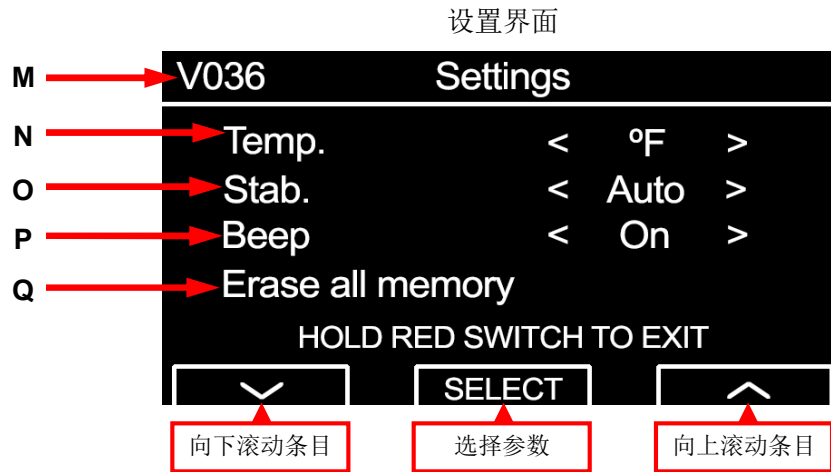 设置界面
M V036 Settings
N Temp. < ºF >
O Stab. < Auto >
P Beep < On >
Q Erase all memory
HOLD RED SWITCH TO EXIT
SELECT
向下滚动条目 选择参数 向上滚动条目